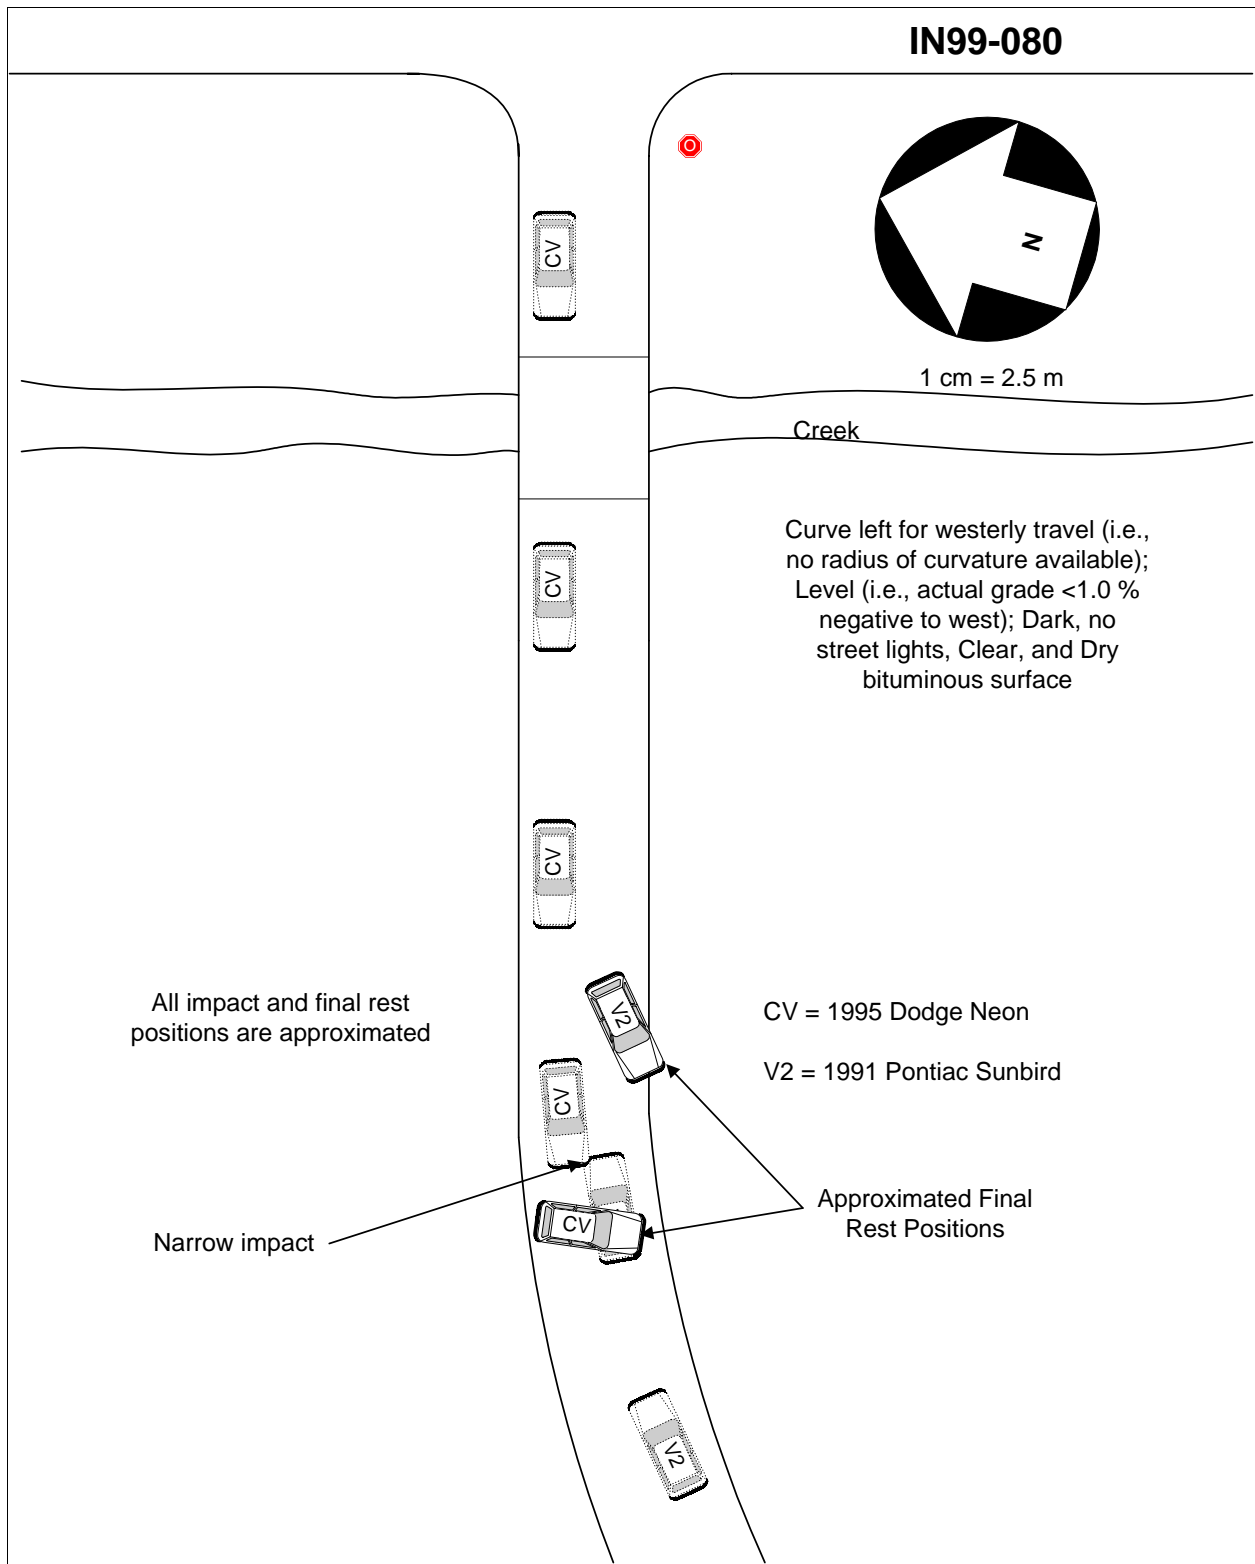 IN99-080
O
CV
N
1 cm = 2.5 m
Creek
Curve left for westerly travel (i.e.,
no radius of curvature available);
Level (i.e., actual grade <1.0 %
negative to west); Dark, no
street lights, Clear, and Dry
bituminous surface
CV
CV
All impact and final rest
positions are approximated
V2
CV = 1995 Dodge Neon
V2 = 1991 Pontiac Sunbird
CV
Approximated Final
Rest Positions
CV
Narrow impact
V2